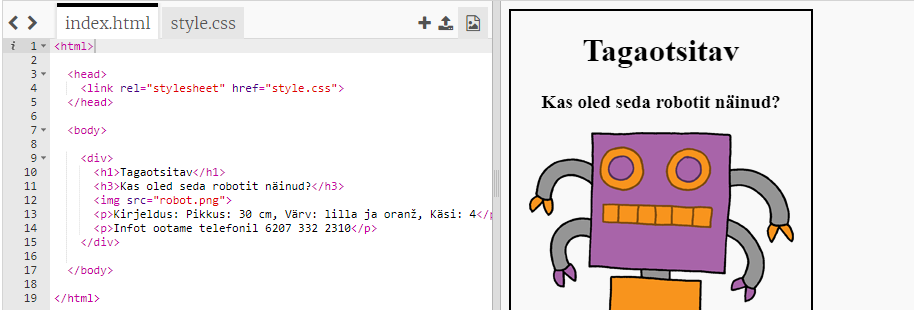 index.html style.css
i 1 <html>
2
3 <head>
4 <link rel="stylesheet" href="style.css">
5 </head>
6
7 <body>
8
9 <div>
10 <h1>Tagaotsitav</h1>
11 <h3>Kas oled seda robotit näinud?</h3>
12 <img src="robot.png">
13 <p>Kirjeldus: Pikkus: 30 cm, Värv: lilla ja oranž, Käsi: 4</p
14 <p>Infot ootame telefonil 6207 332 2310</p>
15 </div>
16
17 </body>
18
19 </html>
Tagaotsitav
Kas oled seda robotit näinud?